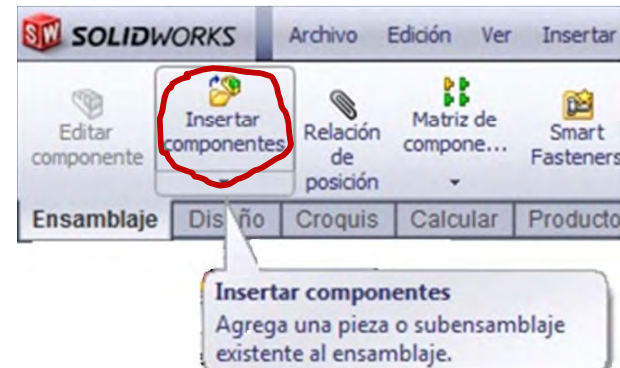 SW SOLIDWORKS Archivo Edición Ver Insertar
Editar
componente
Insertar
componentes
Relación
de
posición
Matriz de
compone...
Smart
Fasteners
Ensamblaje Diseño Croquis Calcular Producto
Insertar componentes
Agrega una pieza o subensamblaje
existente al ensamblaje.